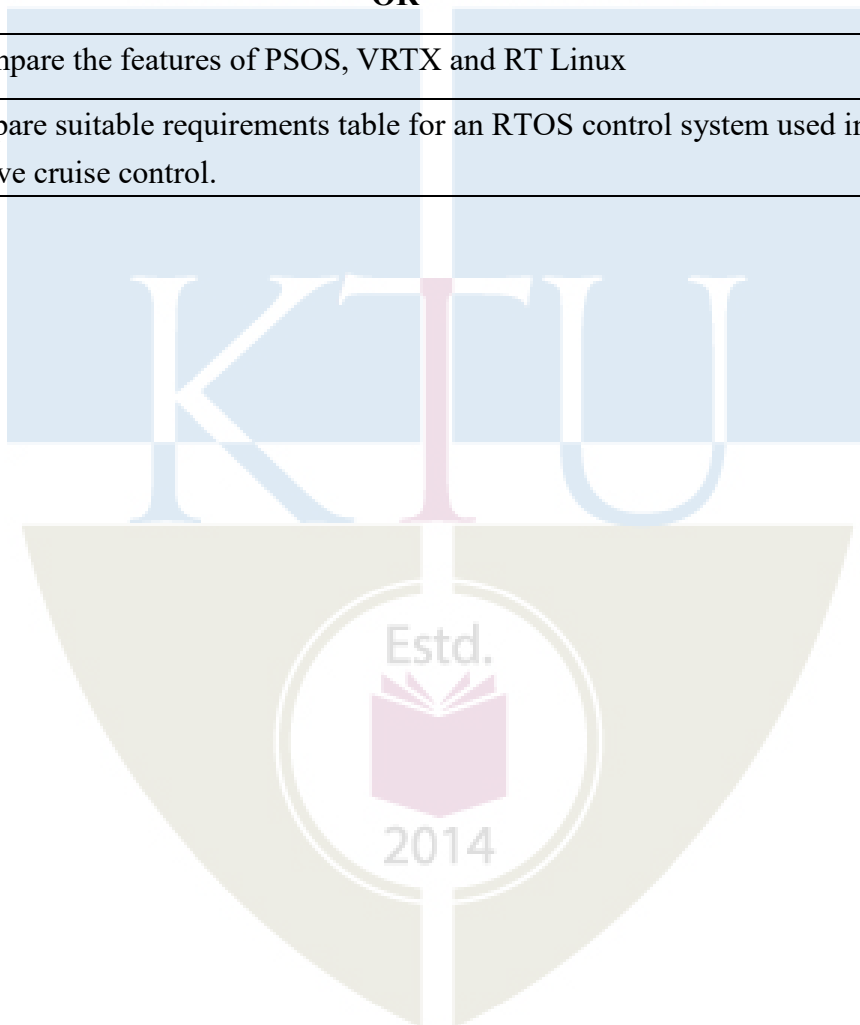 OR
npare the features of PSOS, VRTX and RT Linux
pare suitable requirements table for an RTOS control system used in
ve cruise control.
KTU
Estd.
2014